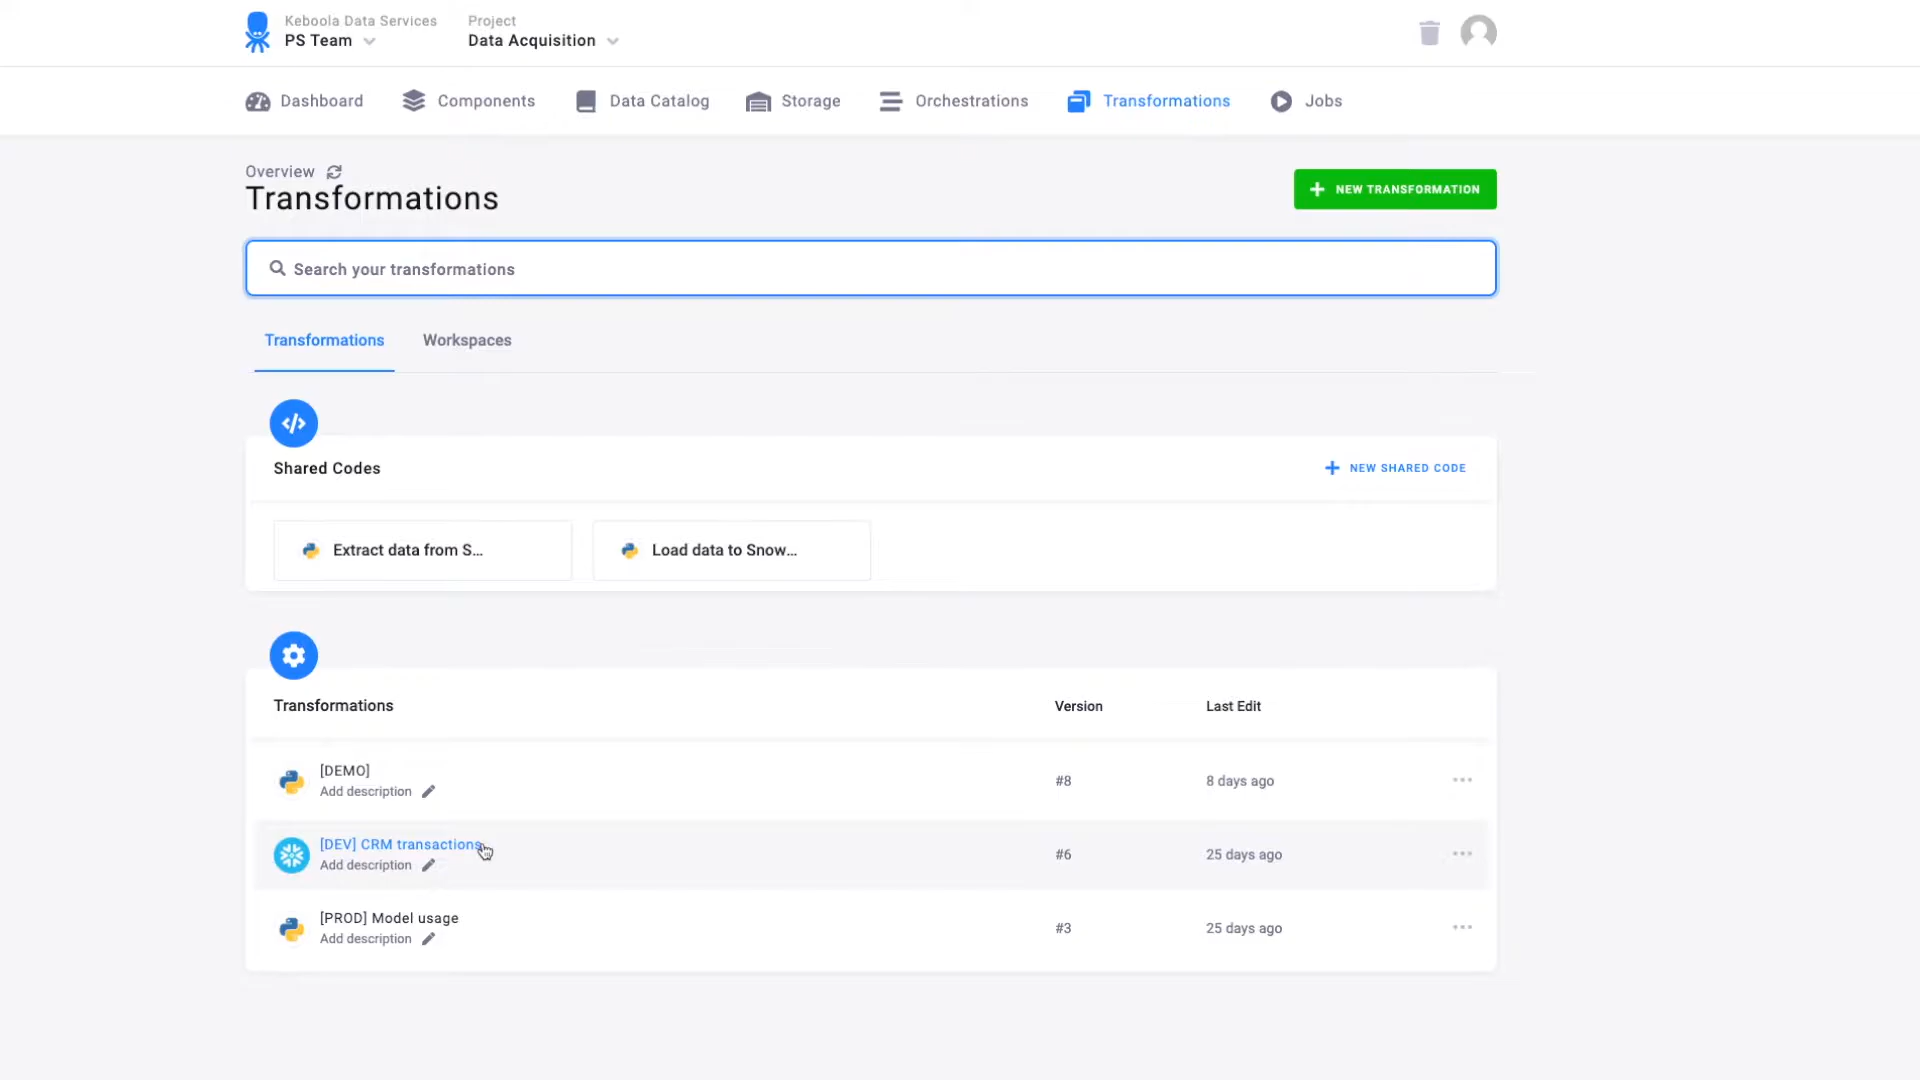 Keboola Data Services
PS Team
Project
Data Acquisition
Dashboard
Components
Data Catalog
Storage
Orchestrations
Transformations
Jobs
Overview
Transformations
NEW TRANSFORMATION
Search your transformations
Transformations
Workspaces
Shared Codes
NEW SHARED CODE
Extract data from S...
Load data to Snow...
Transformations
Version
Last Edit
[DEMO]
Add description
#8
8 days ago
[DEV] CRM transactions
Add description
#6
25 days ago
[PROD] Model usage
Add description
#3
25 days ago